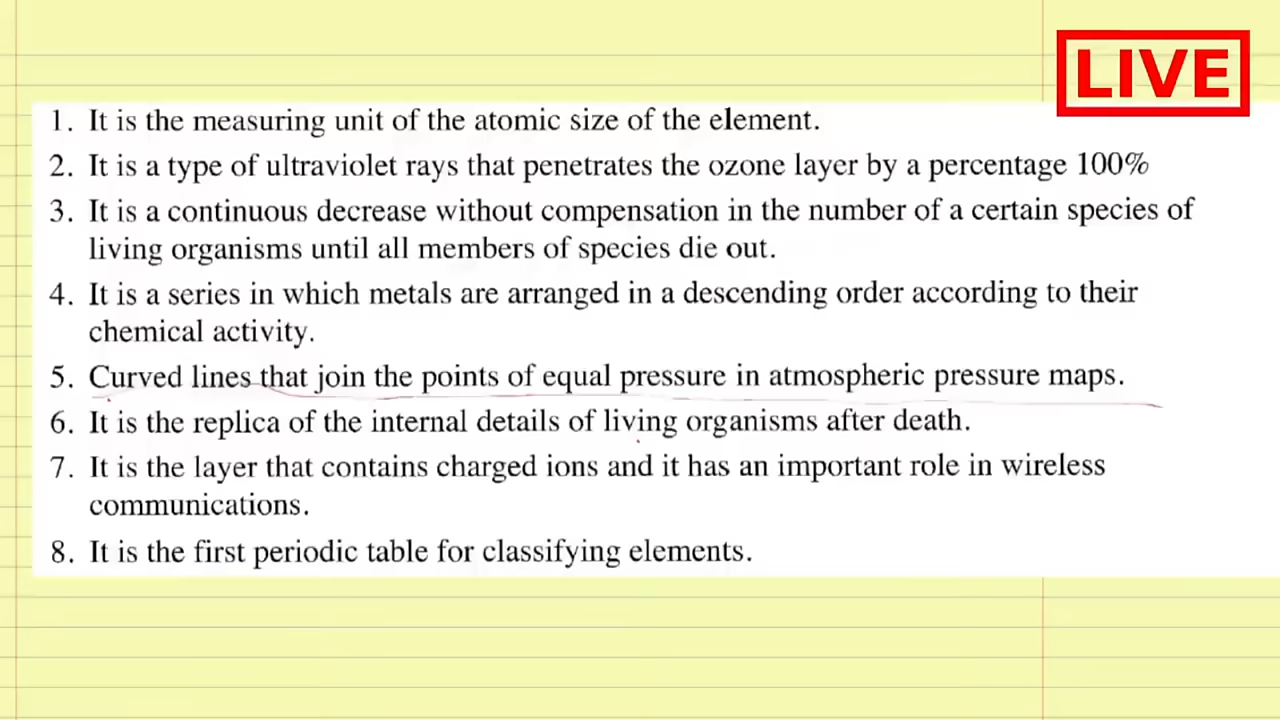 LIVE
1. It is the measuring unit of the atomic size of the element.
2. It is a type of ultraviolet rays that penetrates the ozone layer by a percentage 100%
3. It is a continuous decrease without compensation in the number of a certain species of
living organisms until all members of species die out.
4. It is a series in which metals are arranged in a descending order according to their
chemical activity.
5. Curved lines that join the points of equal pressure in atmospheric pressure maps.
6. It is the replica of the internal details of living organisms after death.
7. It is the layer that contains charged ions and it has an important role in wireless
communications.
8. It is the first periodic table for classifying elements.